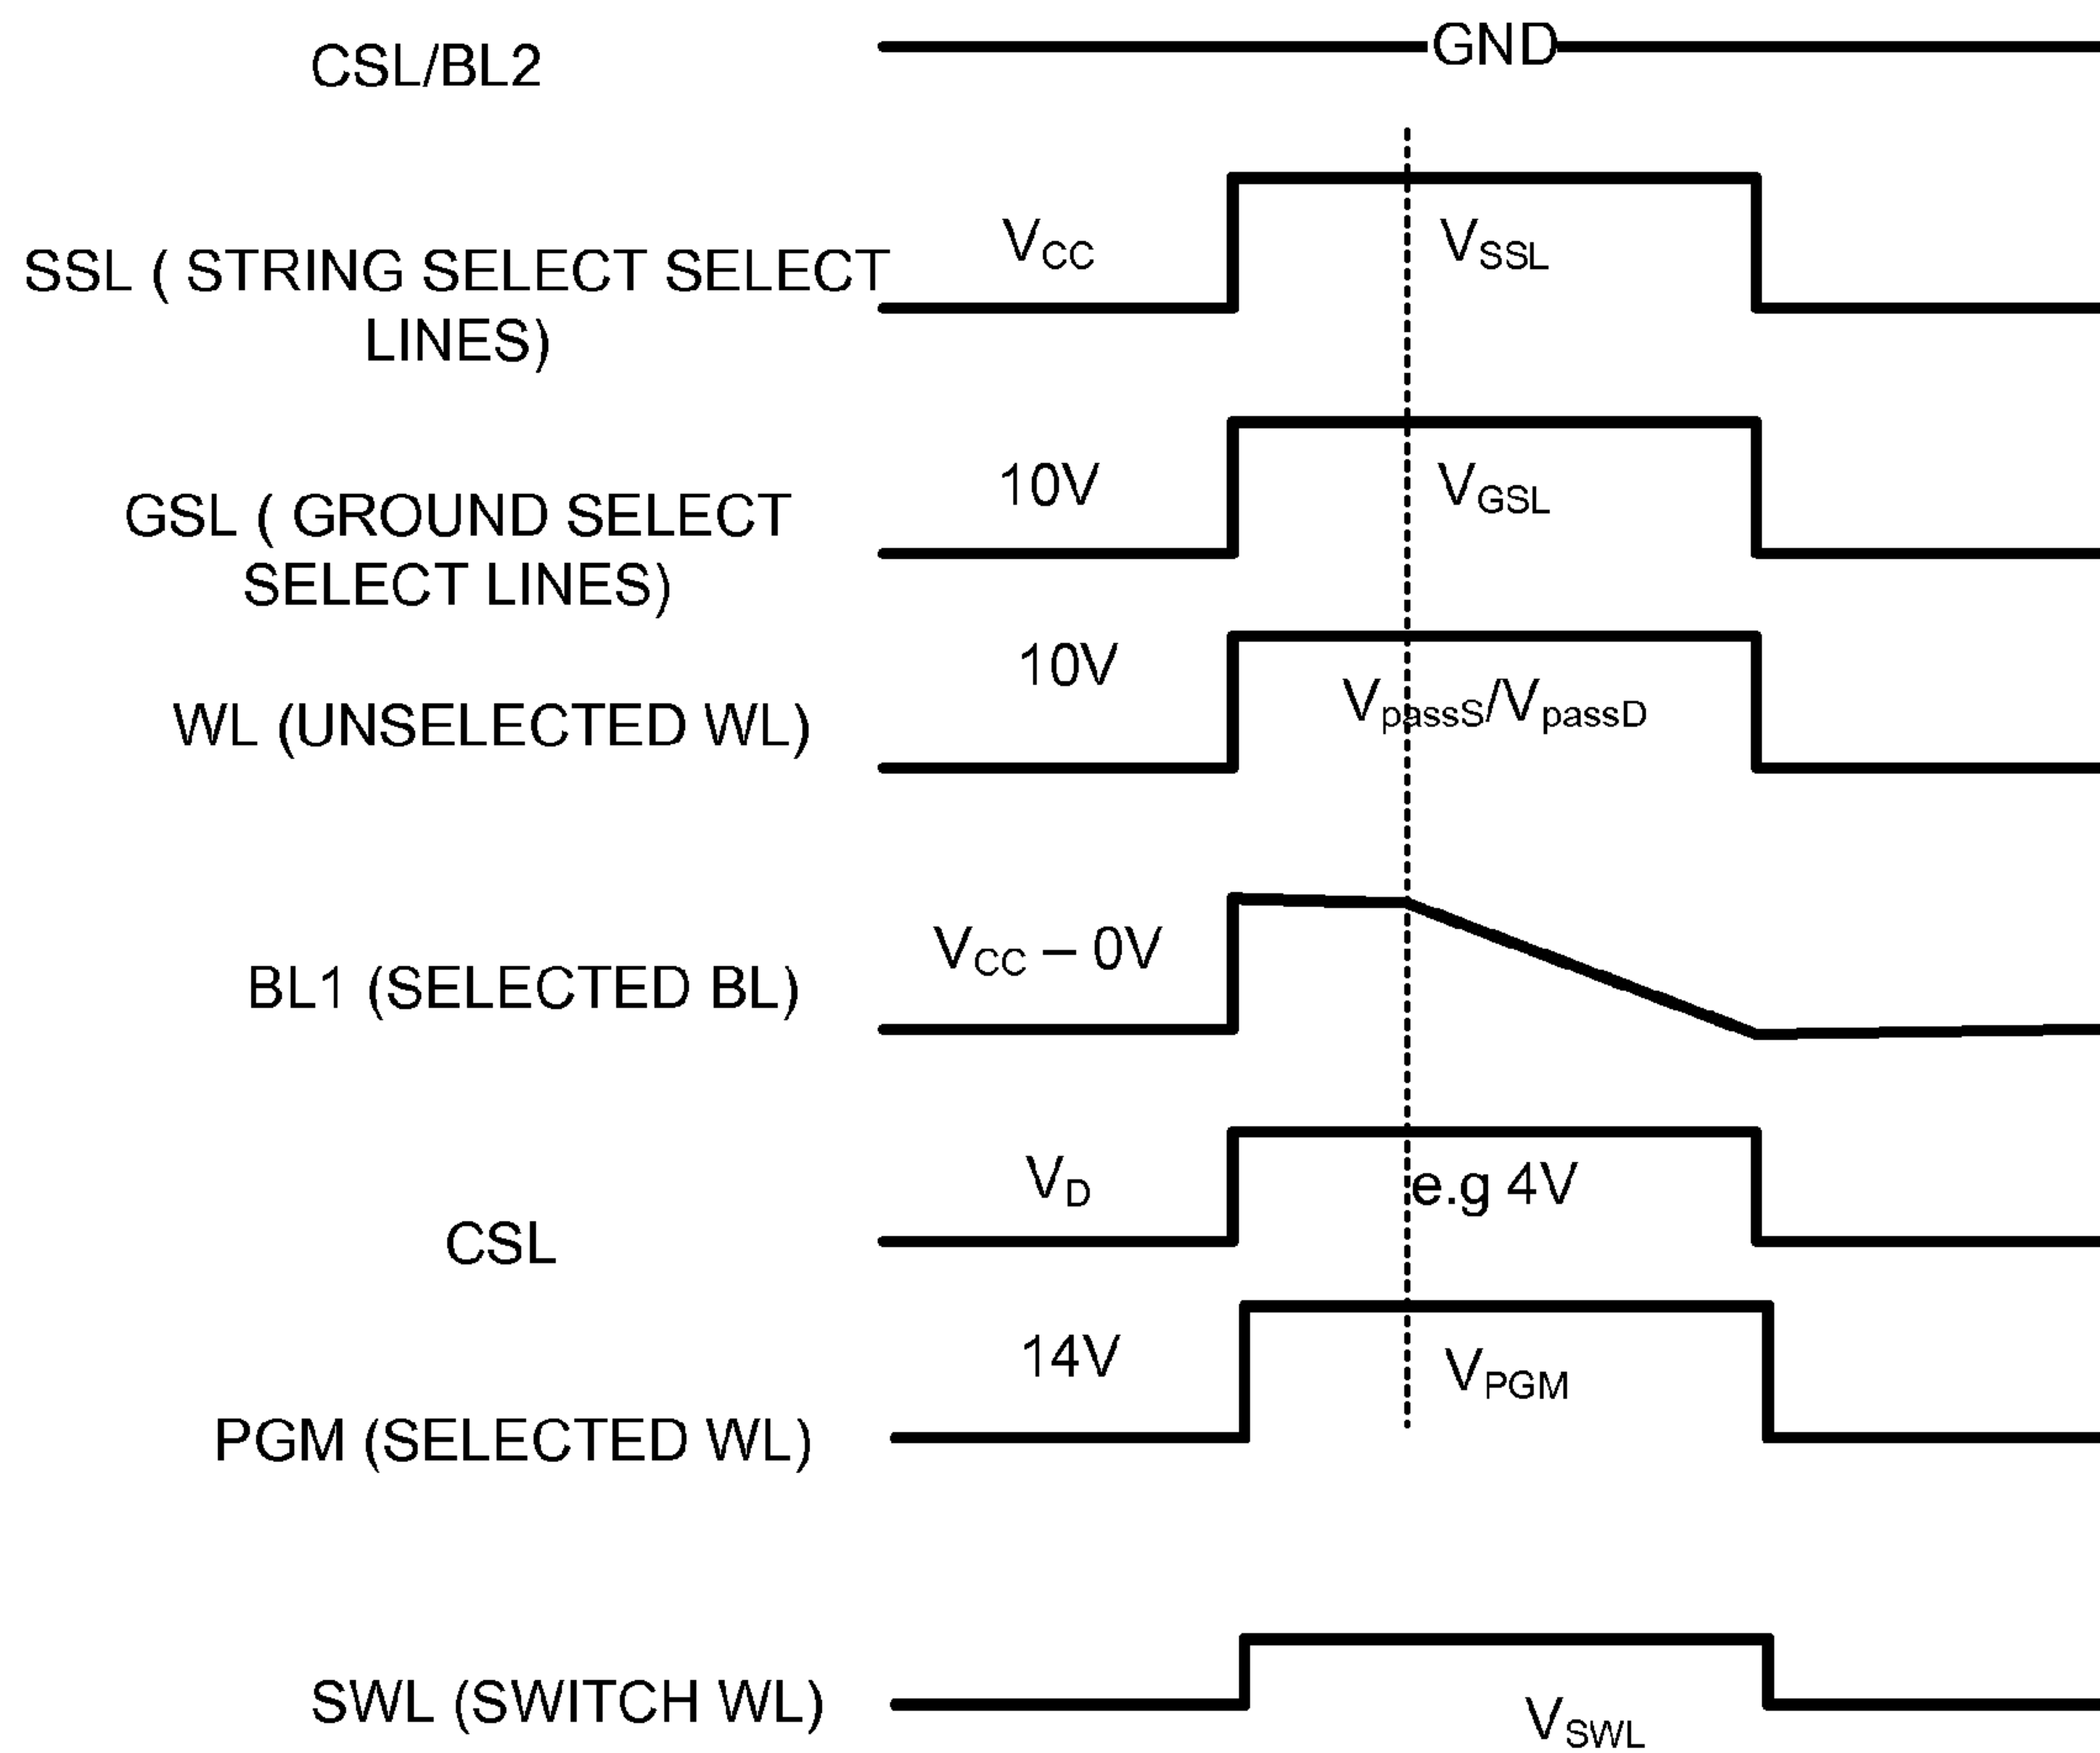 CSL/BL2
GND
SSL ( STRING SELECT SELECT
LINES)
VCC
VSSL
GSL ( GROUND SELECT
SELECT LINES)
10V
VGSL
WL (UNSELECTED WL)
10V
VpassS/VpassD
BL1 (SELECTED BL)
VCC – 0V
CSL
VD
e.g 4V
PGM (SELECTED WL)
14V
VPGM
SWL (SWITCH WL)
VSWL